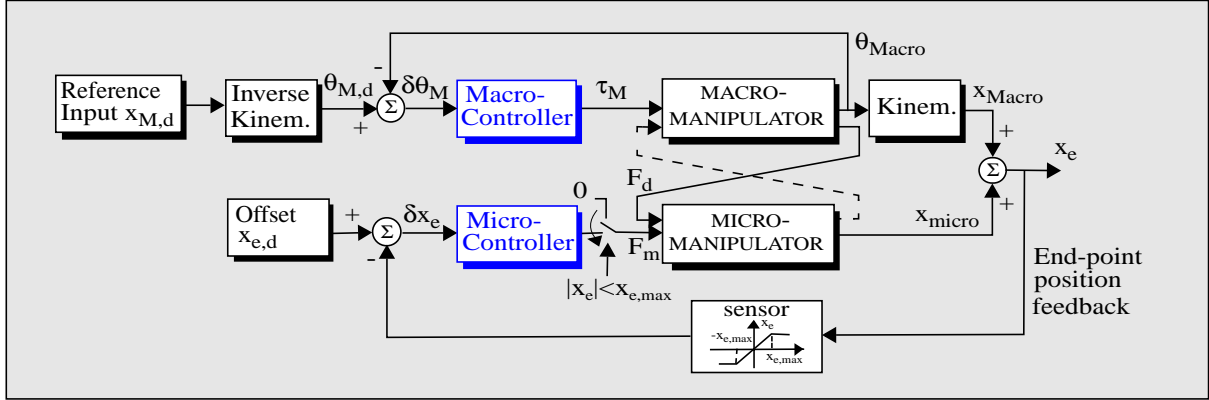 θMacro
-
Reference
Input xM,d
Inverse
Kinem.
θM,d
+
Σ
δθM
Macro-
Controller
τM
MACRO-
MANIPULATOR
Kinem.
xMacro
+
Σ
xe
+
Fd
0
Offset
xe,d
+
Σ
-
δxe
Micro-
Controller
Fm
MICRO-
MANIPULATOR
xmicro
|xe|<xe,max
End-point
position
feedback
sensor
xe
-xe,max
xe,max